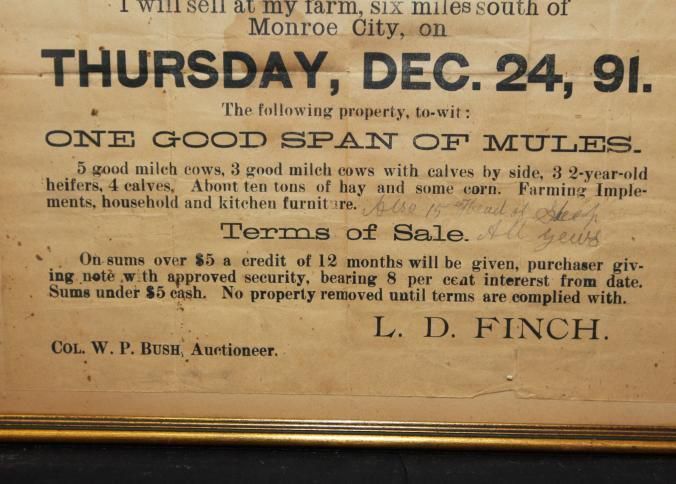 I will sell at my farm, six miles south of
Monroe City, on
THURSDAY, DEC. 24, 91.
The following property, to-wit:
ONE GOOD SPAN OF MULES.
5 good milch cows, 3 good milch cows with calves by side, 3 2-year-old
heifers, 4 calves, About ten tons of hay and some corn. Farming Imple-
ments, household and kitchen furniture. Also 15 Head of Sheep
Terms of Sale. All yews
On sums over $5 a credit of 12 months will be given, purchaser giv-
ing note with approved security, bearing 8 per cent intererst from date.
Sums under $5 cash. No property removed until terms are complied with.
L. D. FINCH.
COL. W. P. BUSH, Auctioneer.